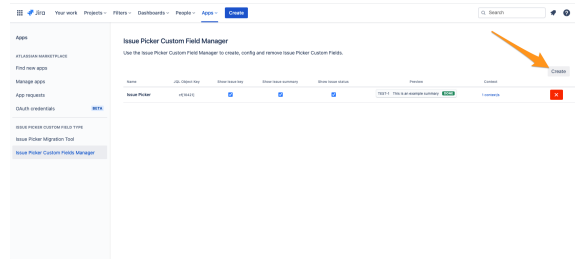 Jira Your work Projects Filters Dashboards People Apps Create Search
Apps
ATLASSIAN MARKETPLACE
Find new apps
Manage apps
App requests
OAuth credentials BETA
ISSUE PICKER CUSTOM FIELD TYPE
Issue Picker Migration Tool
Issue Picker Custom Fields Manager
Issue Picker Custom Field Manager
Use the Issue Picker Custom Field Manager to create, config and remove Issue Picker Custom Fields.
Create
Name JQL Object Key Show issue key Show issue summary Show issue status Preview Context
Issue Picker TEST-1 This is an example summary DONE